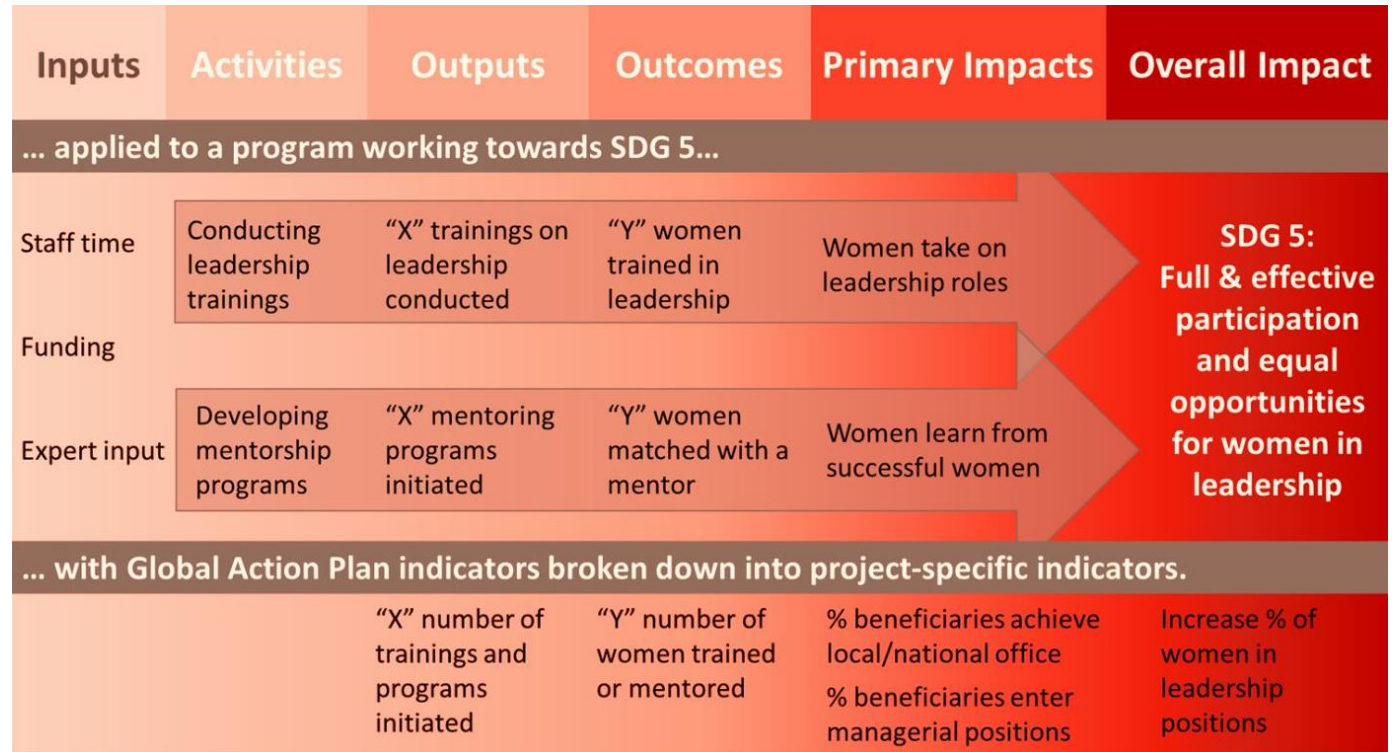 Inputs
Activities
Outputs
Outcomes
Primary Impacts
Overall Impact
... applied to a program working towards SDG 5...
Staff time
Funding
Expert input
Conducting
leadership
trainings
“X” trainings on
leadership
conducted
“Y” women
trained in
leadership
Women take on
leadership roles
Developing
mentorship
programs
“X” mentoring
programs
initiated
“Y” women
matched with a
mentor
Women learn from
successful women
SDG 5:
Full & effective
participation
and equal
opportunities
for women in
leadership
... with Global Action Plan indicators broken down into project-specific indicators.
“X” number of
trainings and
programs
initiated
“Y” number of
women trained
or mentored
% beneficiaries achieve
local/national office
% beneficiaries enter
managerial positions
Increase % of
women in
leadership
positions